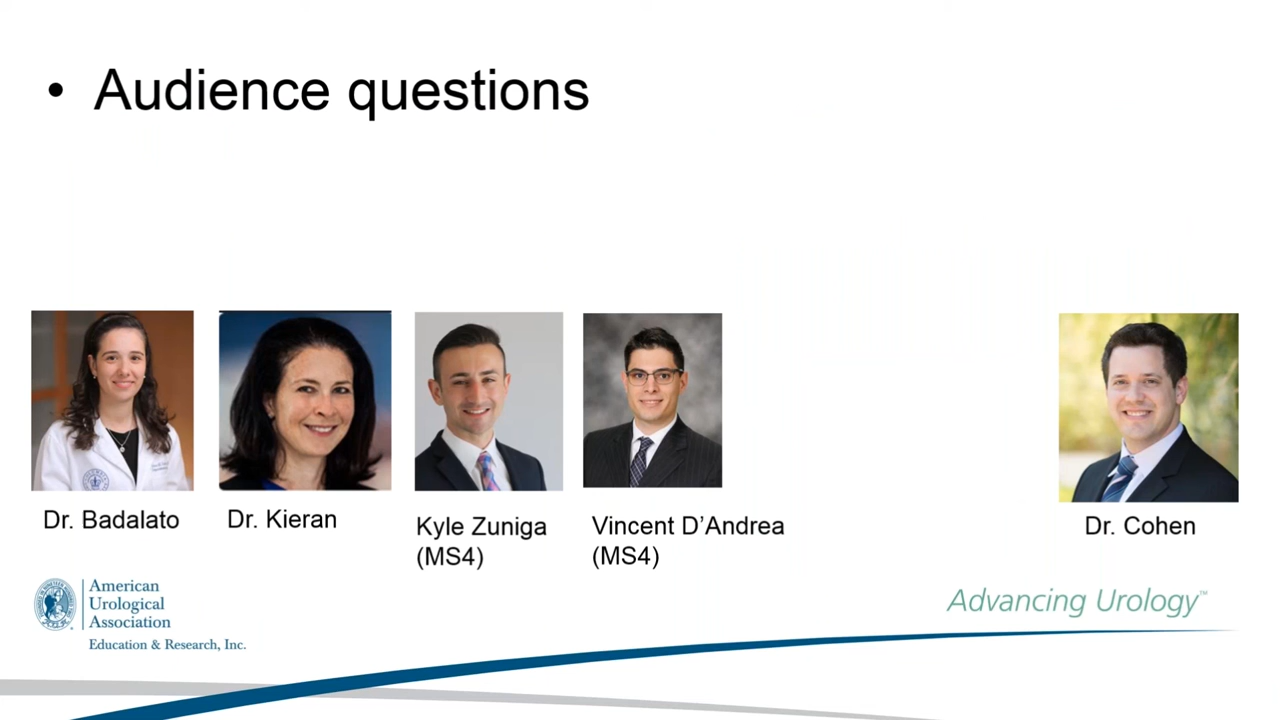 • Audience questions
Dr. Badalato
Dr. Kieran
Kyle Zuniga
(MS4)
Vincent D’Andrea
(MS4)
Dr. Cohen
American
Urological
Association
Education & Research, Inc.
Advancing Urology™